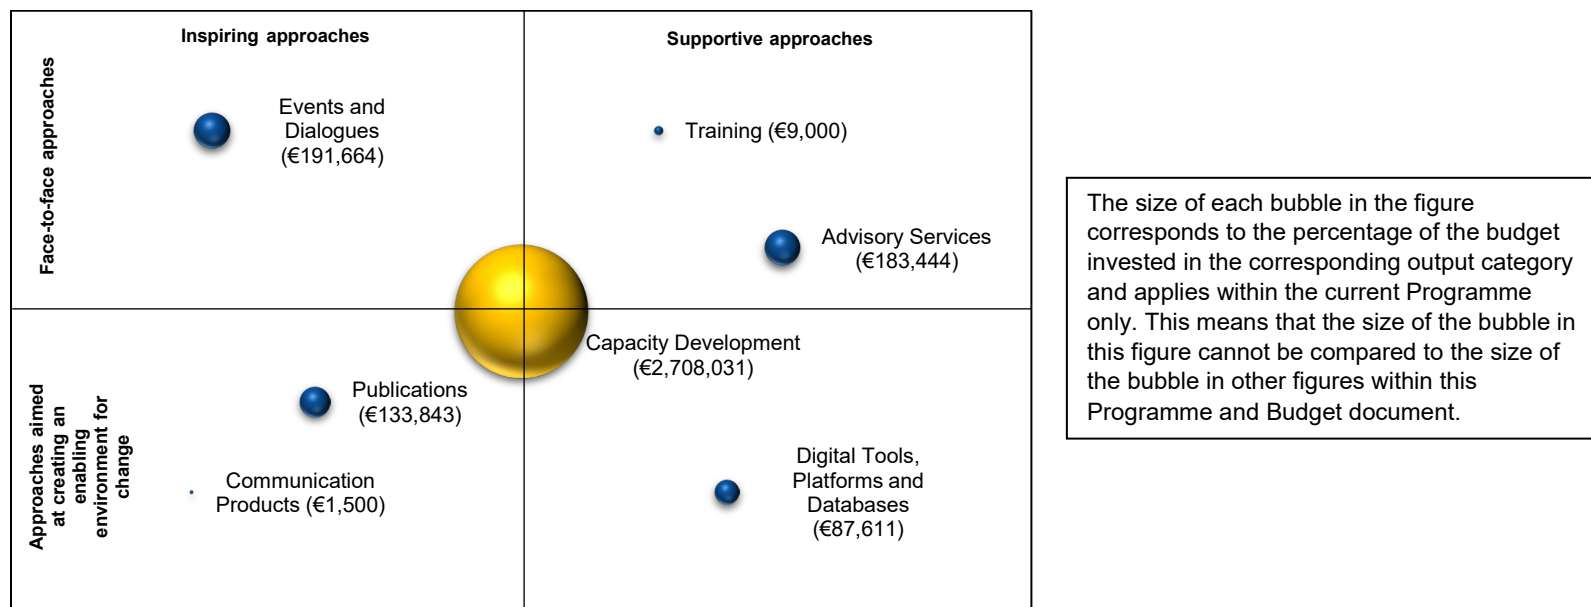 Inspiring approaches
Supportive approaches
Face-to-face approaches
Events and
Dialogues
(€191,664)
Training (€9,000)
Advisory Services
(€183,444)
Capacity Development
(€2,708,031)
Approaches aimed
at creating an
enabling
environment for
change
Publications
(€133,843)
Communication
Products (€1,500)
Digital Tools,
Platforms and
Databases
(€87,611)
The size of each bubble in the figure
corresponds to the percentage of the budget
invested in the corresponding output category
and applies within the current Programme
only. This means that the size of the bubble in
this figure cannot be compared to the size of
the bubble in other figures within this
Programme and Budget document.